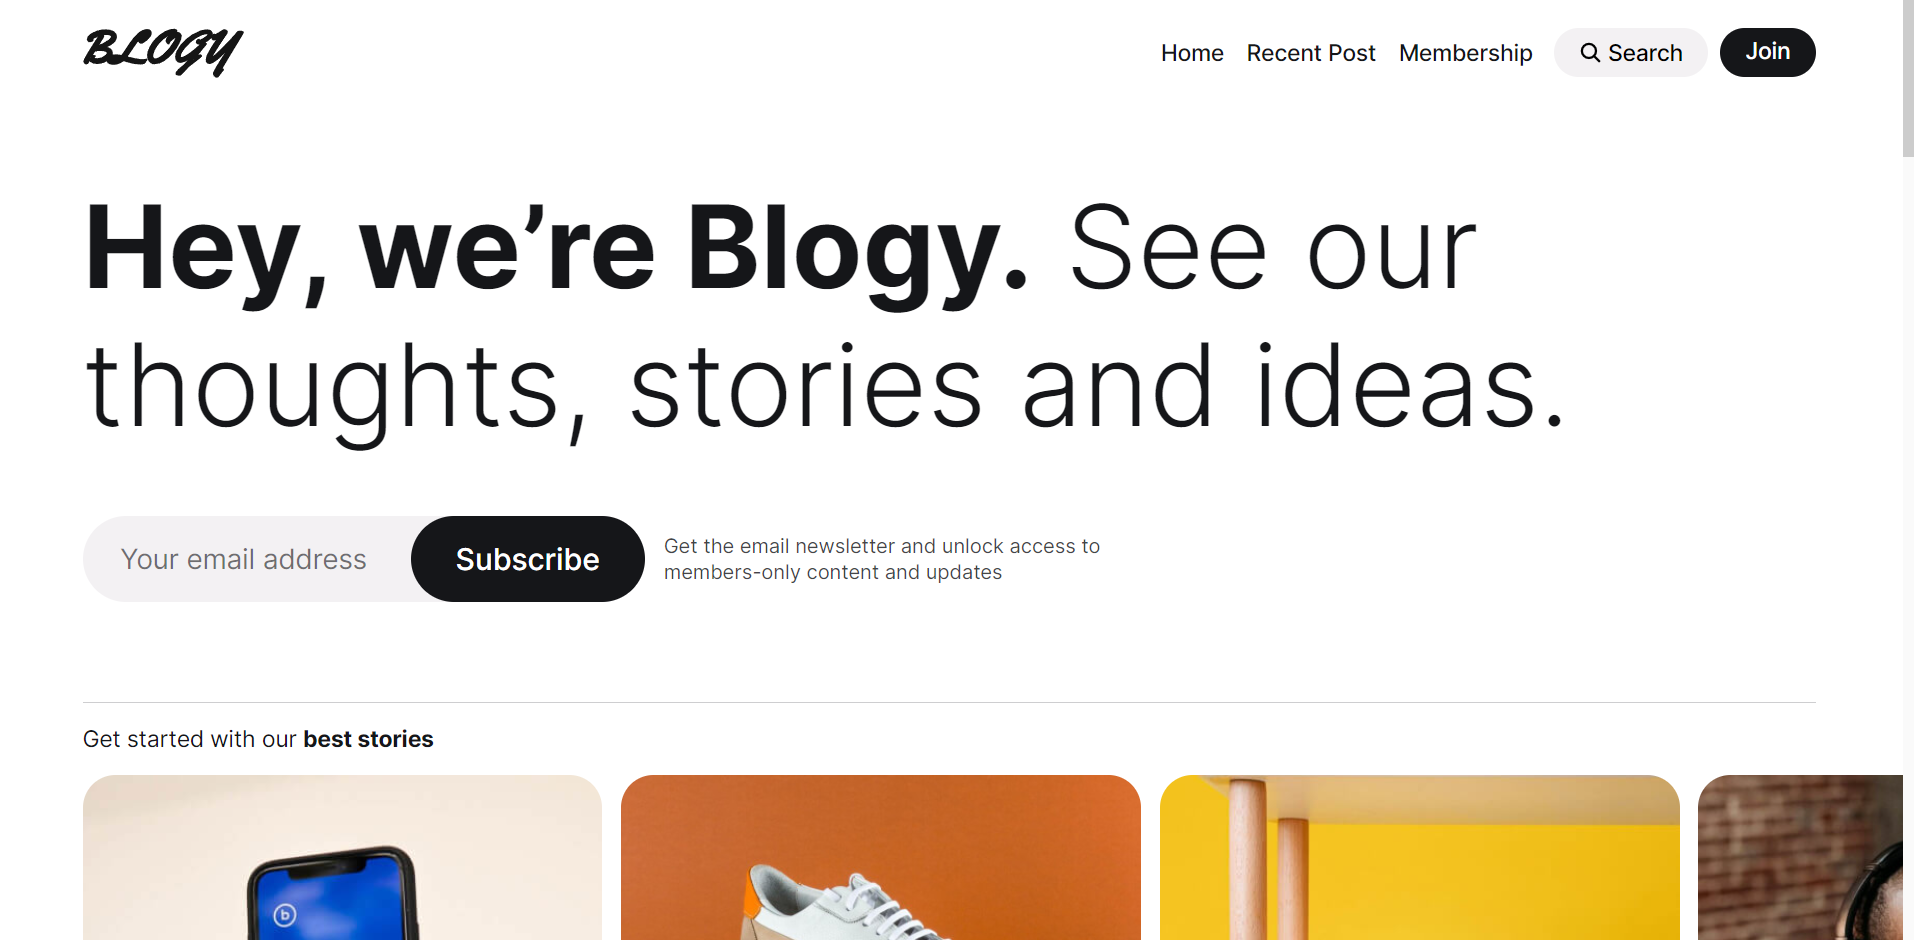 BLOGY
Home Recent Post Membership Search Join
Hey, we’re Blogy. See our
thoughts, stories and ideas.
Your email address Subscribe
Get the email newsletter and unlock access to
members-only content and updates
Get started with our best stories
b